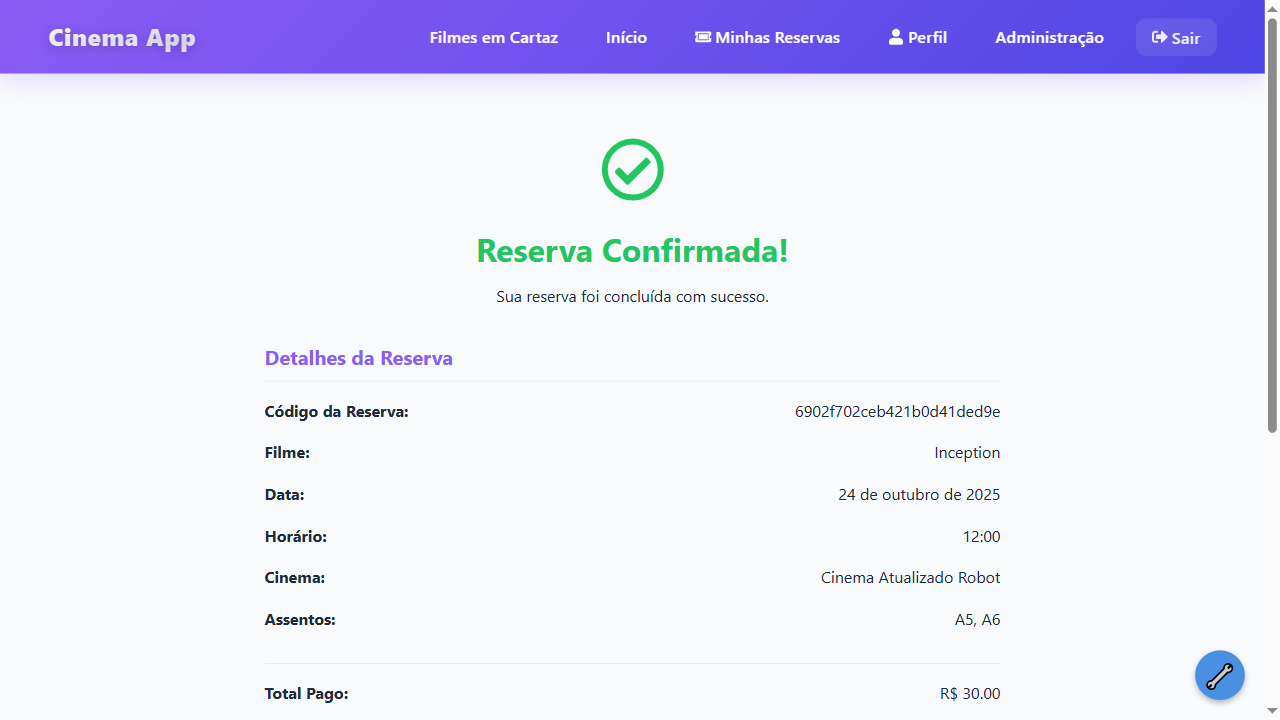 Cinema App
Filmes em Cartaz
Início
Minhas Reservas
Perfil
Administração
Sair
Reserva Confirmada!
Sua reserva foi concluída com sucesso.
Detalhes da Reserva
Código da Reserva: 6902f702ceb421b0d41ded9e
Filme: Inception
Data: 24 de outubro de 2025
Horário: 12:00
Cinema: Cinema Atualizado Robot
Assentos: A5, A6
Total Pago: R$ 30.00